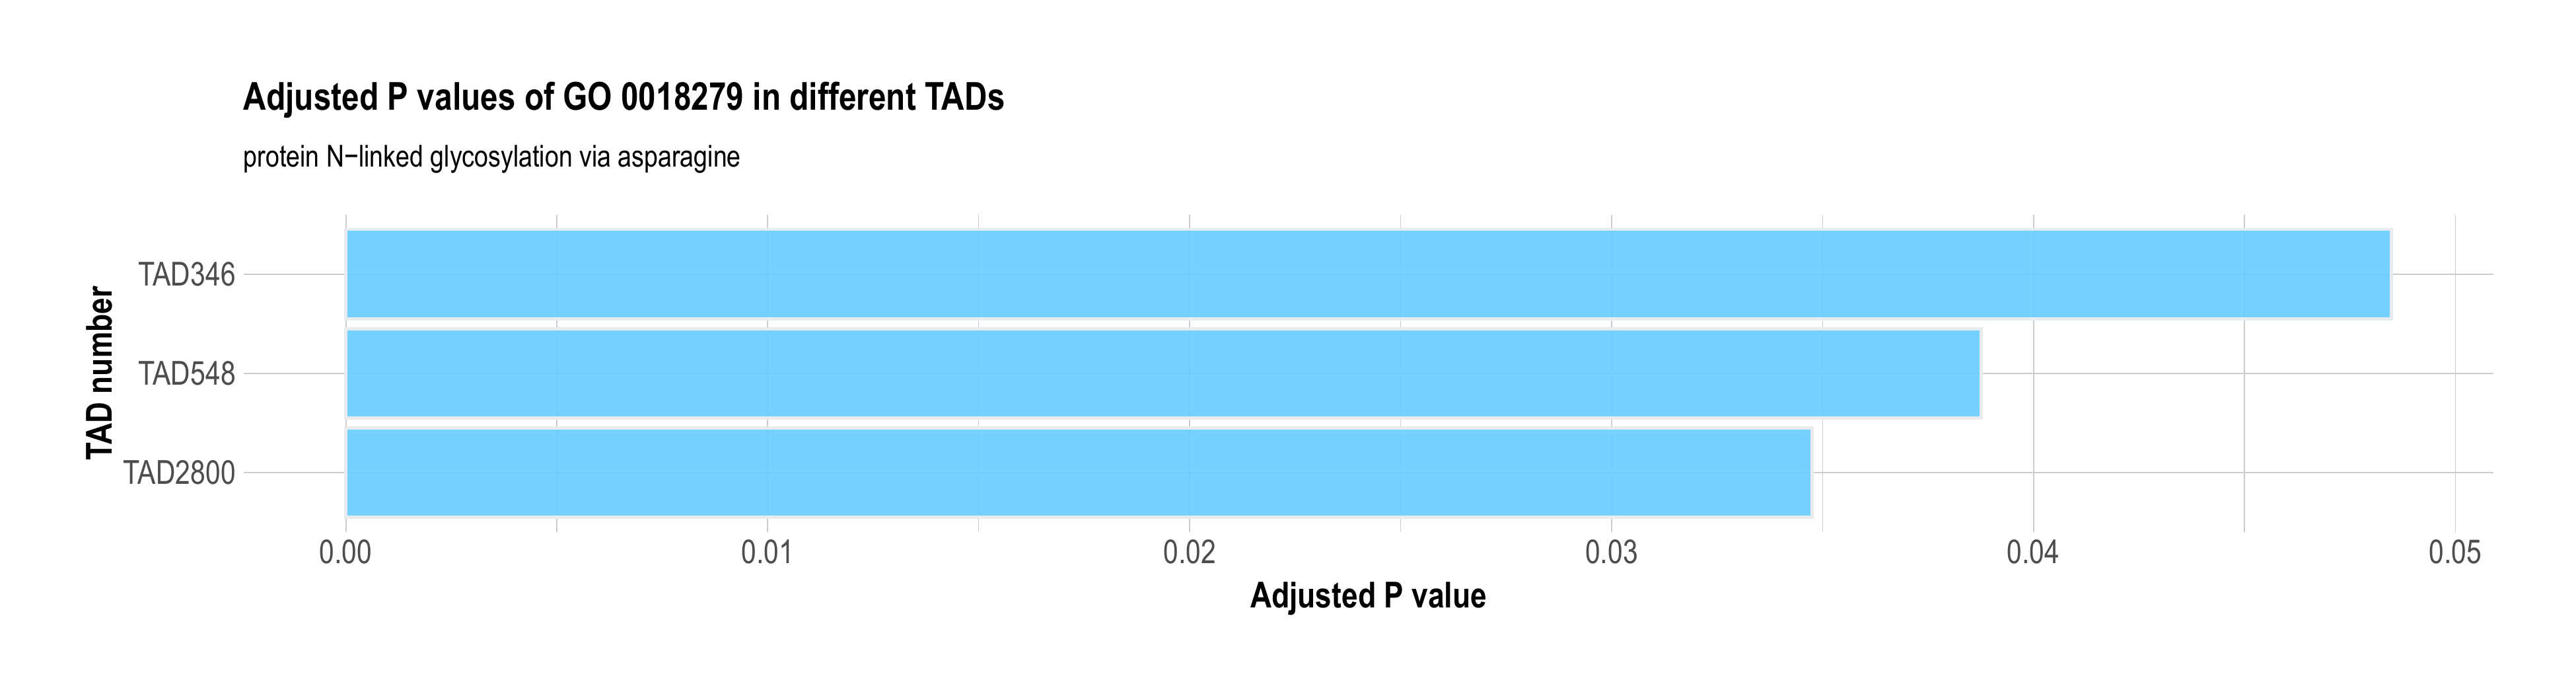 Adjusted P values of GO 0018279 in different TADs
protein N−linked glycosylation via asparagine
TAD number
TAD346
TAD548
TAD2800
0.00 0.01 0.02 0.03 0.04 0.05
Adjusted P value